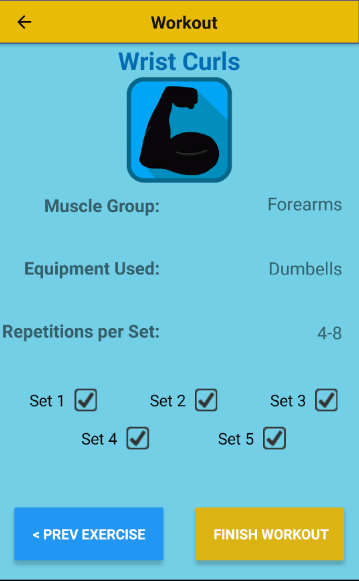 Workout
Wrist Curls
Muscle Group: Forearms
Equipment Used: Dumbells
Repetitions per Set: 4-8
Set 1 Set 2 Set 3
Set 4 Set 5
< PREV EXERCISE FINISH WORKOUT